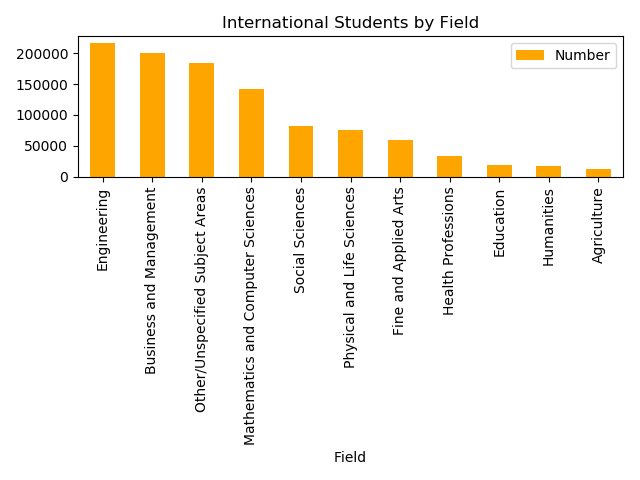 International Students by Field
Number
200000
150000
100000
50000
0
Engineering
Business and Management
Other/Unspecified Subject Areas
Mathematics and Computer Sciences
Social Sciences
Physical and Life Sciences
Fine and Applied Arts
Health Professions
Education
Humanities
Agriculture
Field